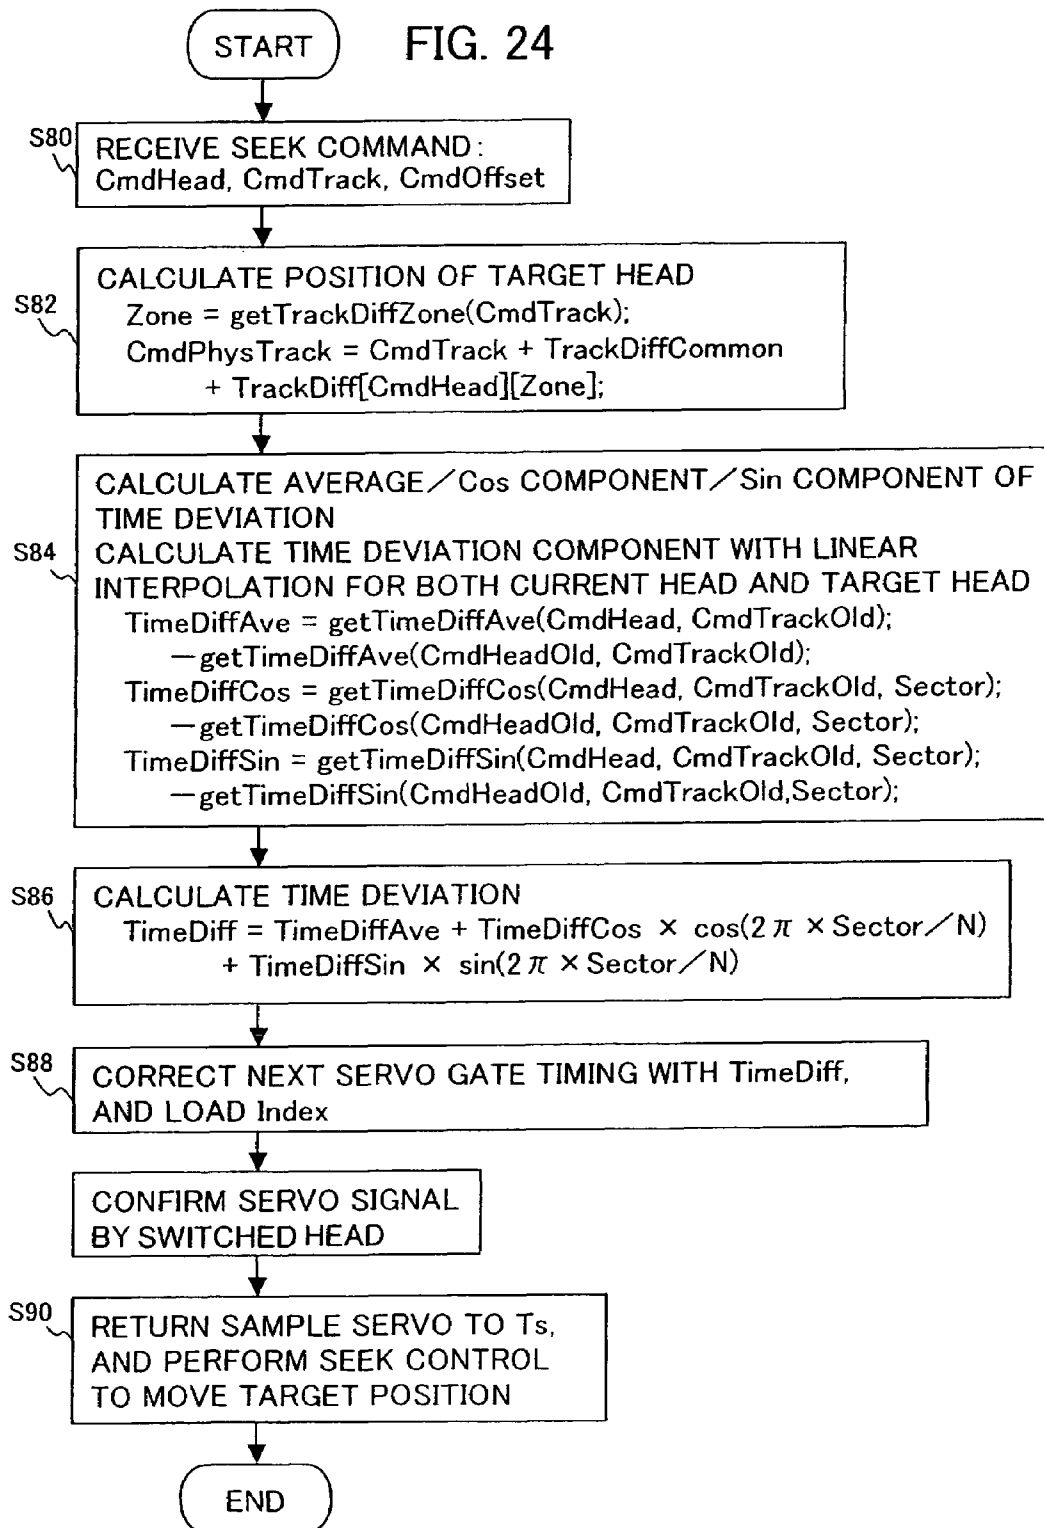 START
FIG. 24
S80
RECEIVE SEEK COMMAND:
CmdHead, CmdTrack, CmdOffset
S82
CALCULATE POSITION OF TARGET HEAD
Zone = getTrackDiffZone(CmdTrack);
CmdPhysTrack = CmdTrack + TrackDiffCommon
+ TrackDiff[CmdHead][Zone];
S84
CALCULATE AVERAGE/Cos COMPONENT/Sin COMPONENT OF
TIME DEVIATION
CALCULATE TIME DEVIATION COMPONENT WITH LINEAR
INTERPOLATION FOR BOTH CURRENT HEAD AND TARGET HEAD
TimeDiffAve = getTimeDiffAve(CmdHead, CmdTrackOld);
—getTimeDiffAve(CmdHeadOld, CmdTrackOld);
TimeDiffCos = getTimeDiffCos(CmdHead, CmdTrackOld, Sector);
—getTimeDiffCos(CmdHeadOld, CmdTrackOld, Sector);
TimeDiffSin = getTimeDiffSin(CmdHead, CmdTrackOld, Sector);
—getTimeDiffSin(CmdHeadOld, CmdTrackOld,Sector);
S86
CALCULATE TIME DEVIATION
TimeDiff = TimeDiffAve + TimeDiffCos × cos(2π × Sector/N)
+ TimeDiffSin × sin(2π × Sector/N)
S88
CORRECT NEXT SERVO GATE TIMING WITH TimeDiff,
AND LOAD Index
CONFIRM SERVO SIGNAL
BY SWITCHED HEAD
S90
RETURN SAMPLE SERVO TO Ts,
AND PERFORM SEEK CONTROL
TO MOVE TARGET POSITION
END